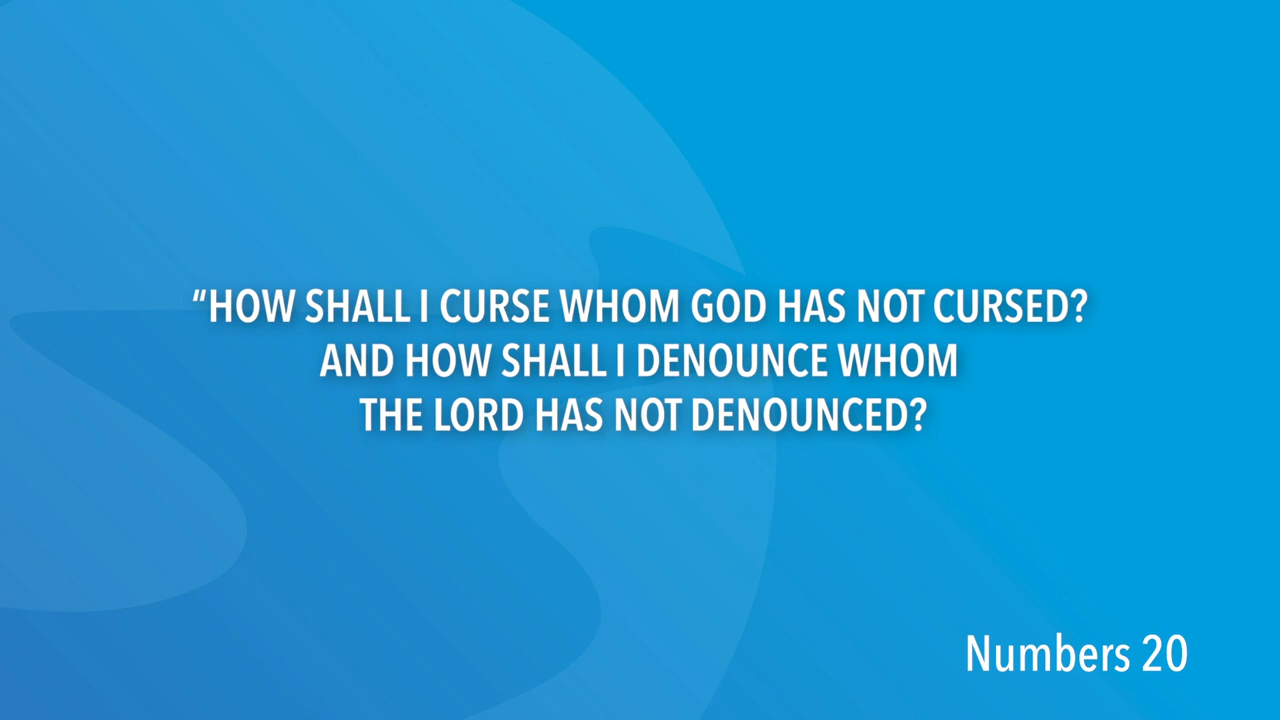 “HOW SHALL I CURSE WHOM GOD HAS NOT CURSED?
AND HOW SHALL I DENOUNCE WHOM
THE LORD HAS NOT DENOUNCED?
Numbers 20